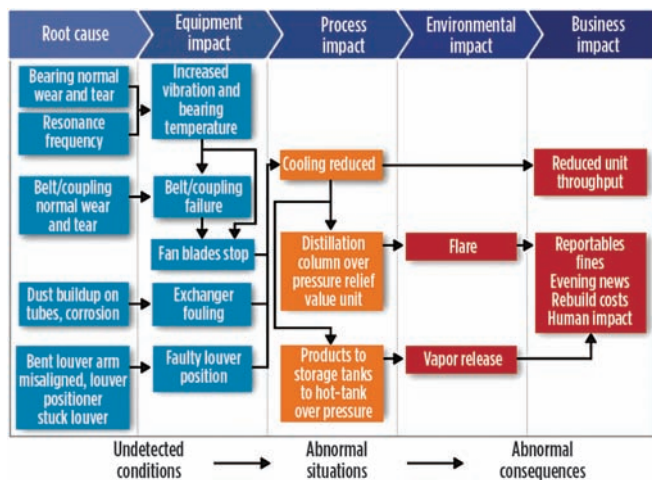 Root cause
Equipment
impact
Process
impact
Environmental
impact
Business
impact
Bearing normal
wear and tear
Resonance
frequency
Increased
vibration and
bearing
temperature
Cooling reduced
Reduced unit
throughput
Belt/coupling
normal wear
and tear
Belt/coupling
failure
Fan blades stop
Distillation
column over
pressure relief
value unit
Flare
Reportables
fines
Evening news
Rebuild costs
Human impact
Dust buildup on
tubes, corrosion
Exchanger
fouling
Bent louver arm
misaligned, louver
positioner
stuck louver
Faulty louver
position
Products to
storage tanks
to hot-tank
over pressure
Vapor release
Undetected
conditions
Abnormal
situations
Abnormal
consequences